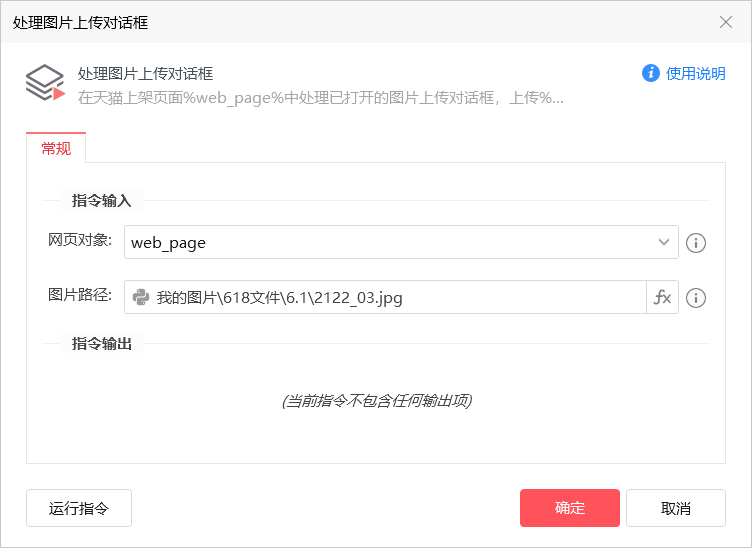 处理图片上传对话框
处理图片上传对话框
使用说明
在天猫上架页面%web_page%中处理已打开的图片上传对话框，上传%...
常规
指令输入
网页对象:
web_page
图片路径:
我的图片\618文件\6.1\2122_03.jpg
fx
指令输出
(当前指令不包含任何输出项)
运行指令
确定
取消